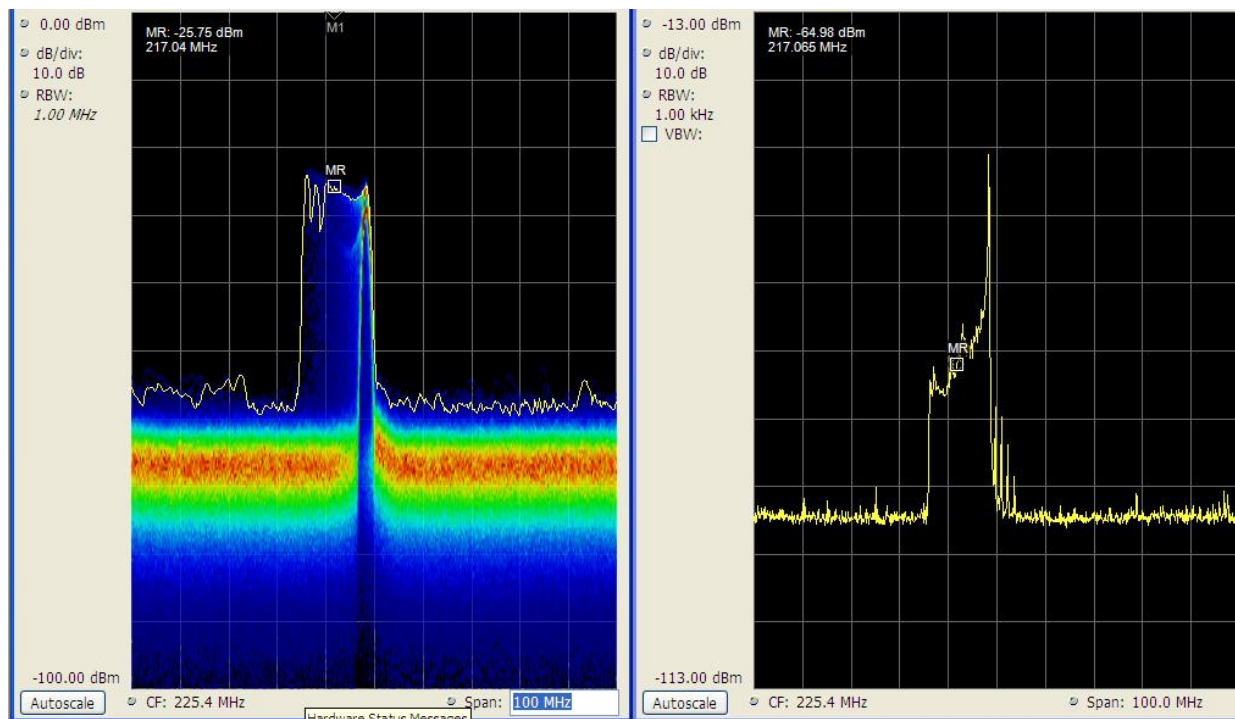 0.00 dBm
dB/div:
10.0 dB
RBW:
1.00 MHz
-100.00 dBm
Autoscale
MR: -25.75 dBm
217.04 MHz
M1
MR
CF: 225.4 MHz
Span: 100 MHz
Hardware Status Messages
-13.00 dBm
dB/div:
10.0 dB
RBW:
1.00 kHz
VBW:
-113.00 dBm
Autoscale
MR: -64.98 dBm
217.065 MHz
MR
CF: 225.4 MHz
Span: 100.0 MHz